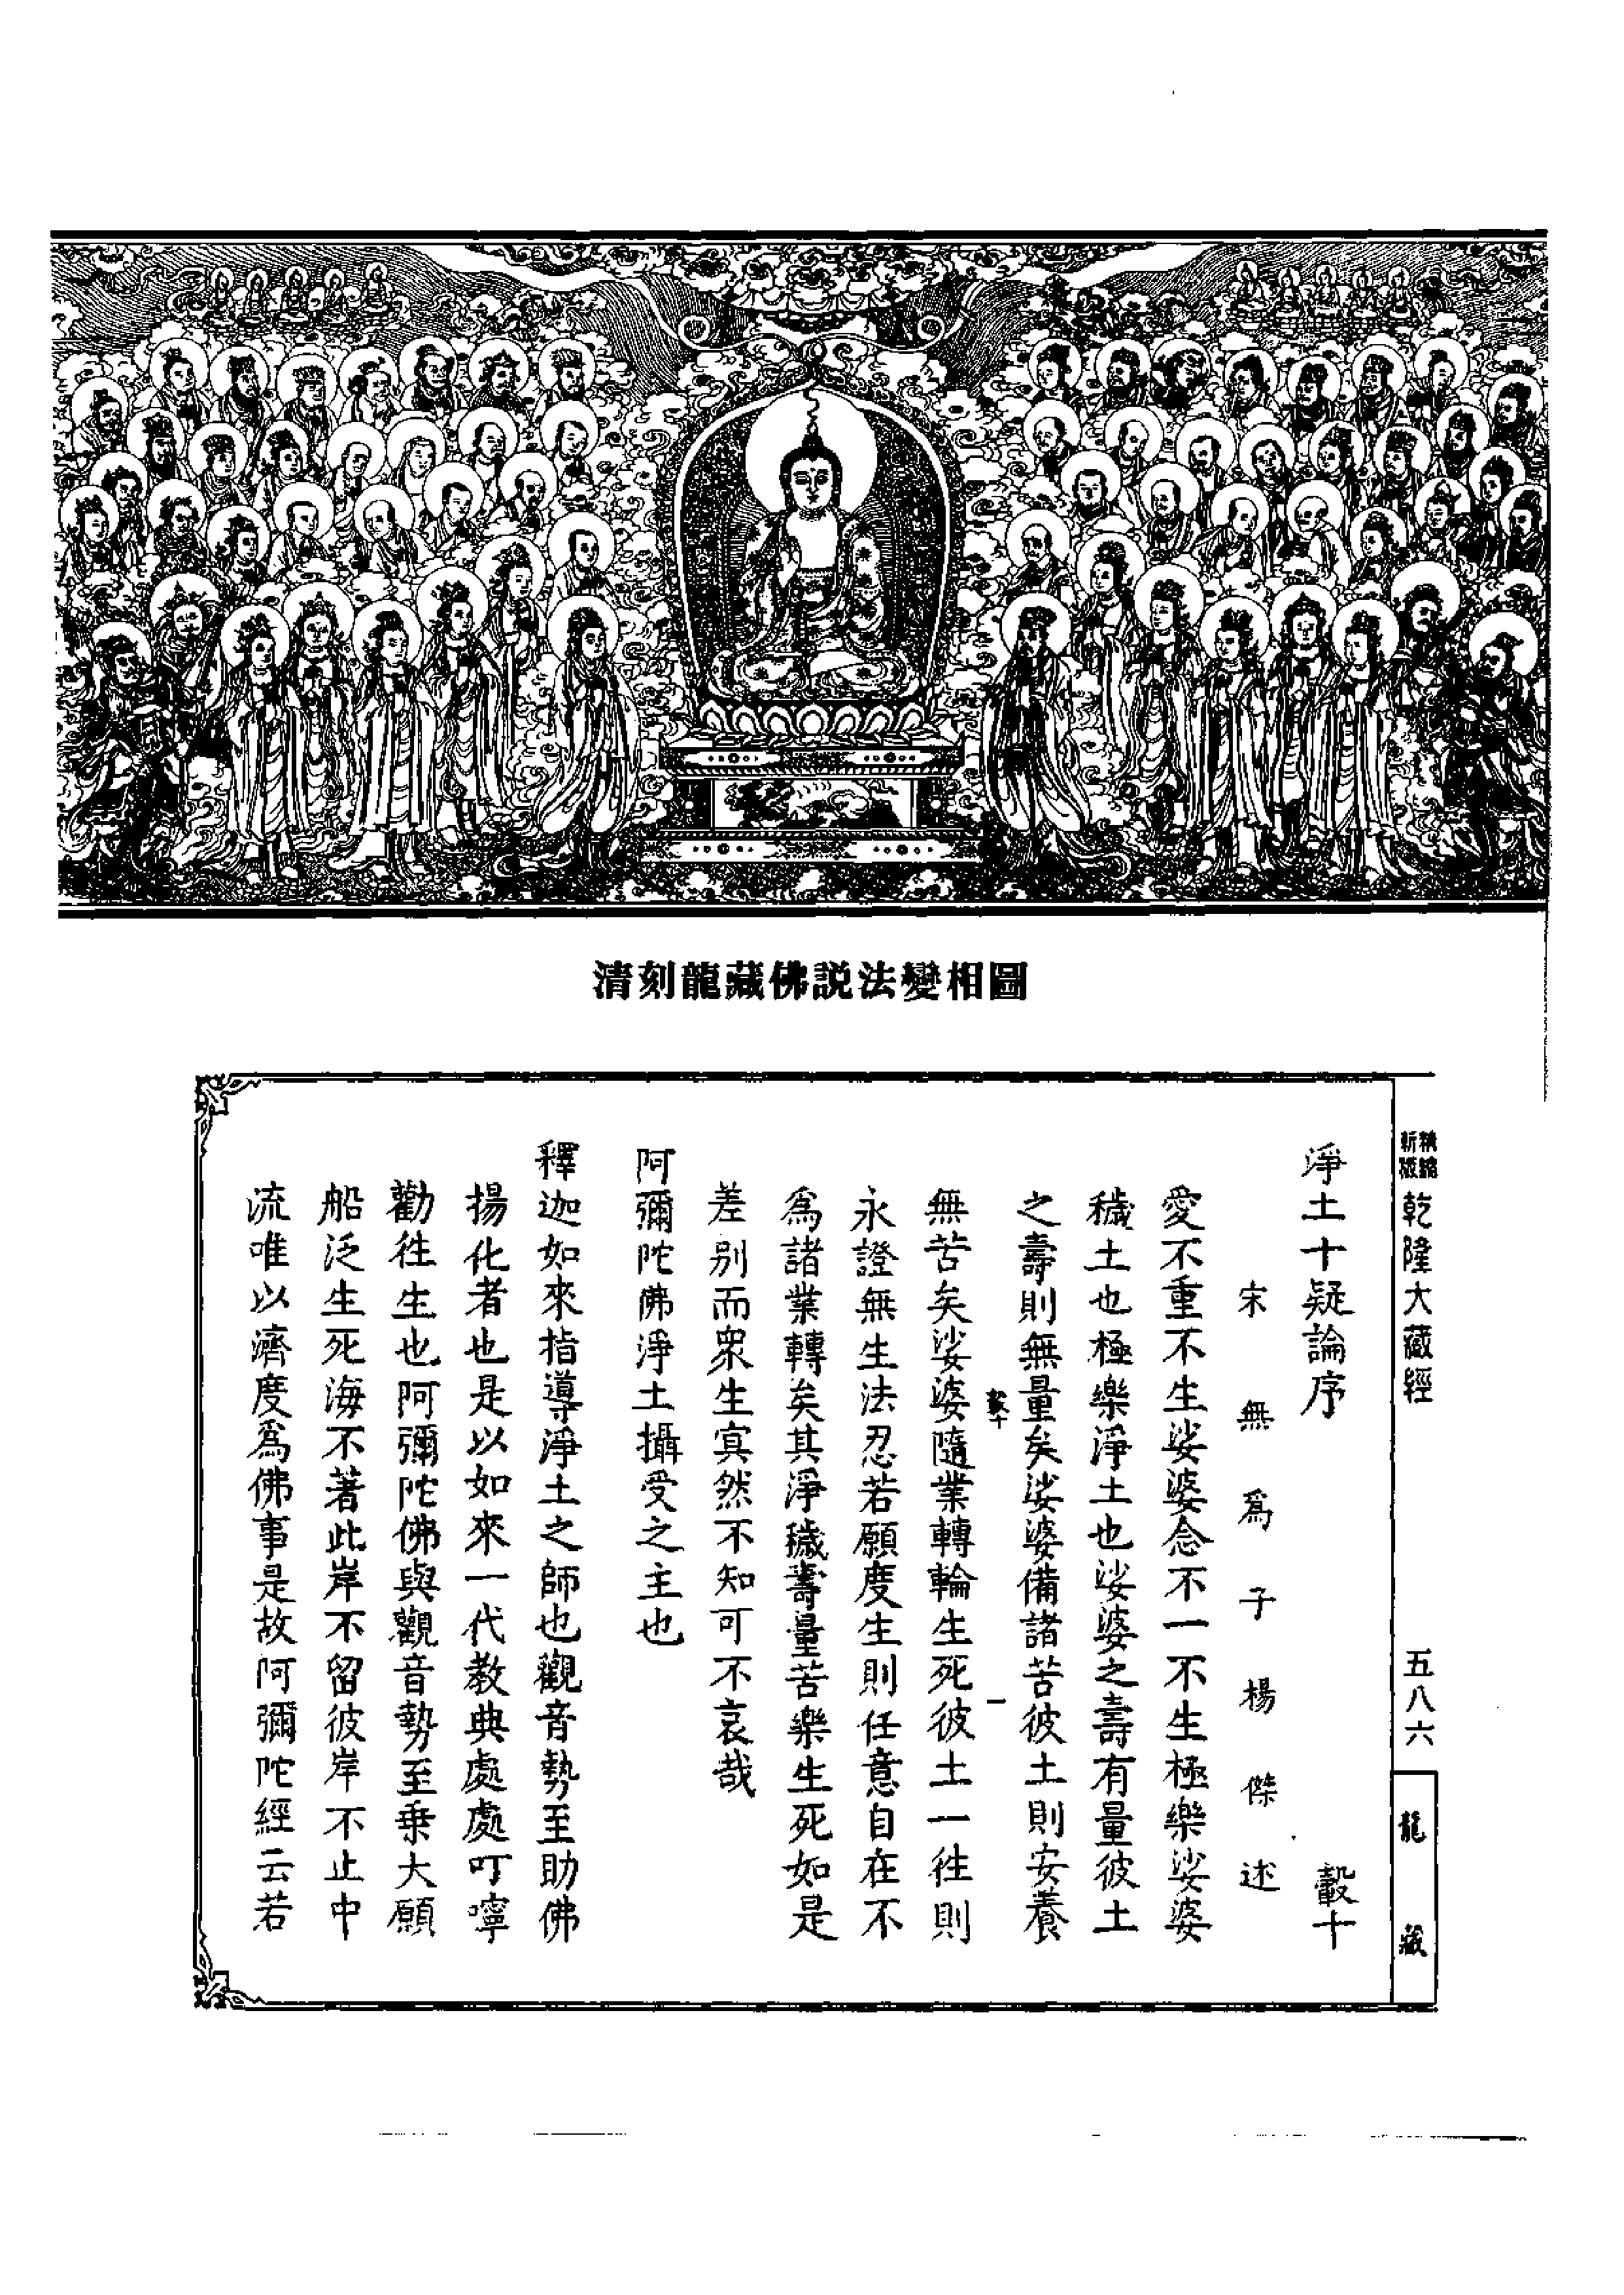 清刻龍藏佛説法變相圖
乾隆大藏經
五八六
龍藏
淨土十疑論序
轂十
宋無爲子楊傑述
愛不重不生娑婆念不一不生極樂娑婆
穢土也極樂淨土也娑婆之壽有量彼土
之壽則無量矣娑婆備諸苦彼土則安養
轂十
一
無苦矣娑婆隨業轉輪生死彼土一往則
永證無生法忍若願度生則任意自在不
爲諸業轉矣其淨穢壽量苦樂生死如是
差別而眾生冥然不知可不哀哉
阿彌陀佛淨土攝受之主也
釋迦如來指導淨土之師也觀音勢至助佛
揚化者也是以如來一代教典處處叮嚀
勸往生也阿彌陀佛與觀音勢至乗大願
船泛生死海不著此岸不留彼岸不止中
流唯以濟度爲佛事是故阿彌陀經云若